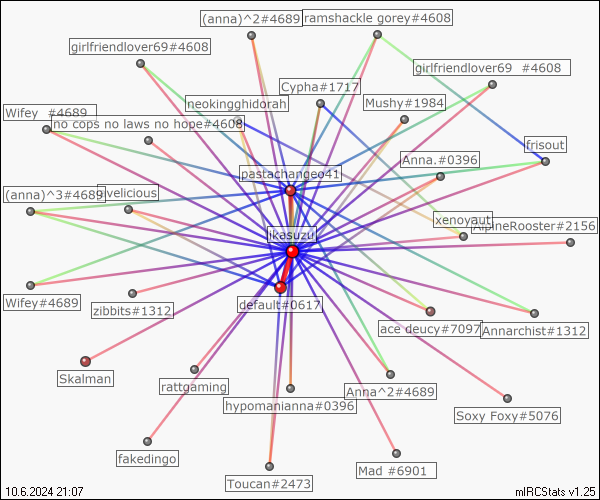 (anna)^2#4689
ramshackle gorey#4608
girlfriendlover69#4608
girlfriendlover69 #4608
Cypha#1717
neokingghidorah
Mushy#1984
Wifey #4689
no cops no laws no hope#4608
frisout
Anna.#0396
pastachangeo41
(anna)^3#4689
velicious
xenoyaut
AlpineRooster#2156
ikasuzu
Wifey#4689
zibbits#1312
default#0617
ace deucy#7097
Annarchist#1312
Skalman
rattgaming
Anna^2#4689
hypomanianna#0396
Soxy Foxy#5076
fakedingo
Mad #6901
Toucan#2473
10.6.2024 21:07
mIRCStats v1.25